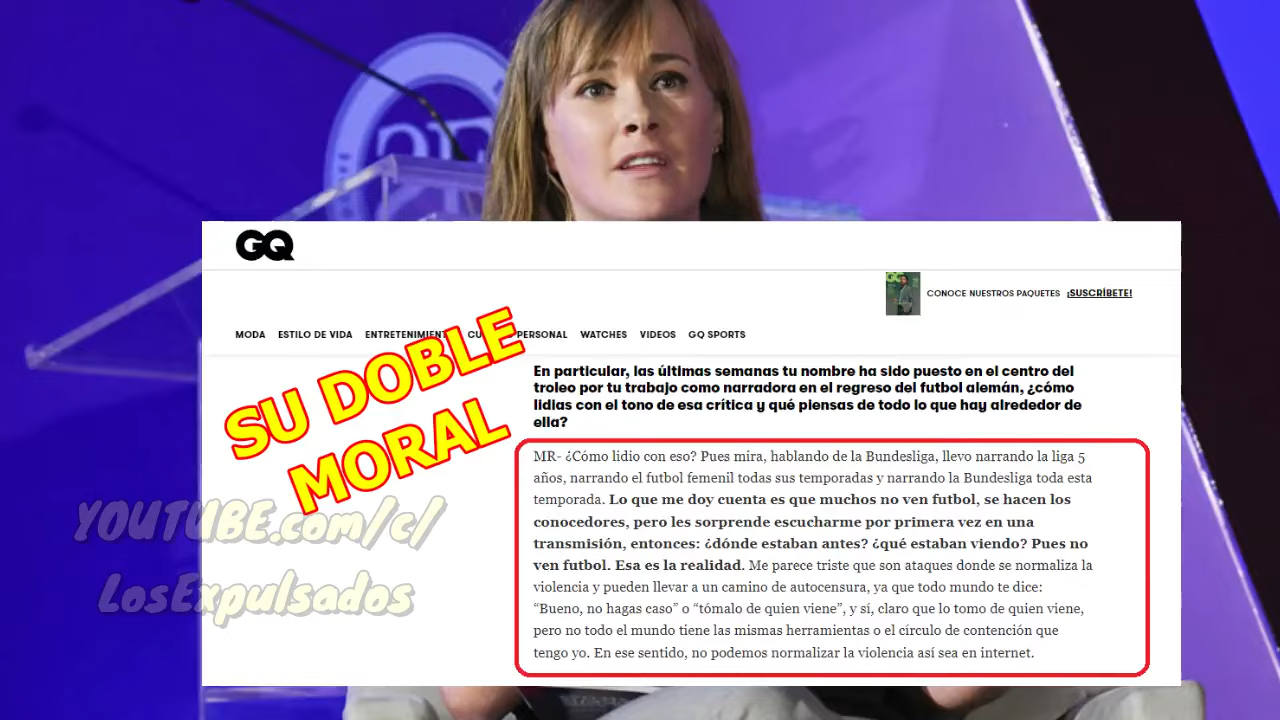 GQ
CONOCE NUESTROS PAQUETES ¡SUSCRÍBETE!
MODA ESTILO DE VIDA ENTRETENIMIENT CU PERSONAL WATCHES VIDEOS GQ SPORTS
SU DOBLE
MORAL
En particular, las últimas semanas tu nombre ha sido puesto en el centro del
troleo por tu trabajo como narradora en el regreso del futbol alemán, ¿cómo
lidias con el tono de esa crítica y qué piensas de todo lo que hay alrededor de
ella?
MR- ¿Cómo lidio con eso? Pues mira, hablando de la Bundesliga, llevo narrando la liga 5
años, narrando el futbol femenil todas sus temporadas y narrando la Bundesliga toda esta
temporada. Lo que me doy cuenta es que muchos no ven futbol, se hacen los
conocedores, pero les sorprende escucharme por primera vez en una
transmisión, entonces: ¿dónde estaban antes? ¿qué estaban viendo? Pues no
ven futbol. Esa es la realidad. Me parece triste que son ataques donde se normaliza la
violencia y pueden llevar a un camino de autocensura, ya que todo mundo te dice:
“Bueno, no hagas caso” o “tómalo de quien viene”, y sí, claro que lo tomo de quien viene,
pero no todo el mundo tiene las mismas herramientas o el círculo de contención que
tengo yo. En ese sentido, no podemos normalizar la violencia así sea en internet.
YOUTUBE.com/c/
LosExpulsados